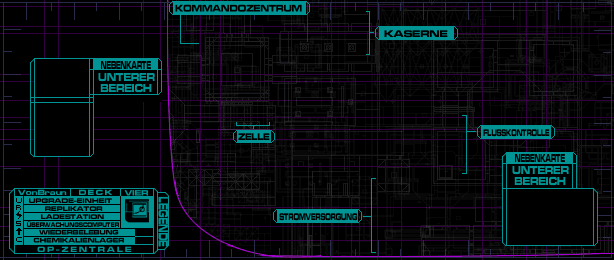 KOMMANDOZENTRUM
KASERNE
NEBENKARTE
UNTERER
BEREICH
ZELLE
FLUSSKONTROLLE
NEBENKARTE
UNTERER
BEREICH
STROMVERSORGUNG
VonBraun DECK VIER
U UPGRADE-EINHEIT
R REPLIKATOR
LADESTATION
S ÜBERWACHUNGSCOMPUTER
WIEDERBELEBUNG
C CHEMIKALIENLAGER
OP-ZENTRALE
LEGENDE